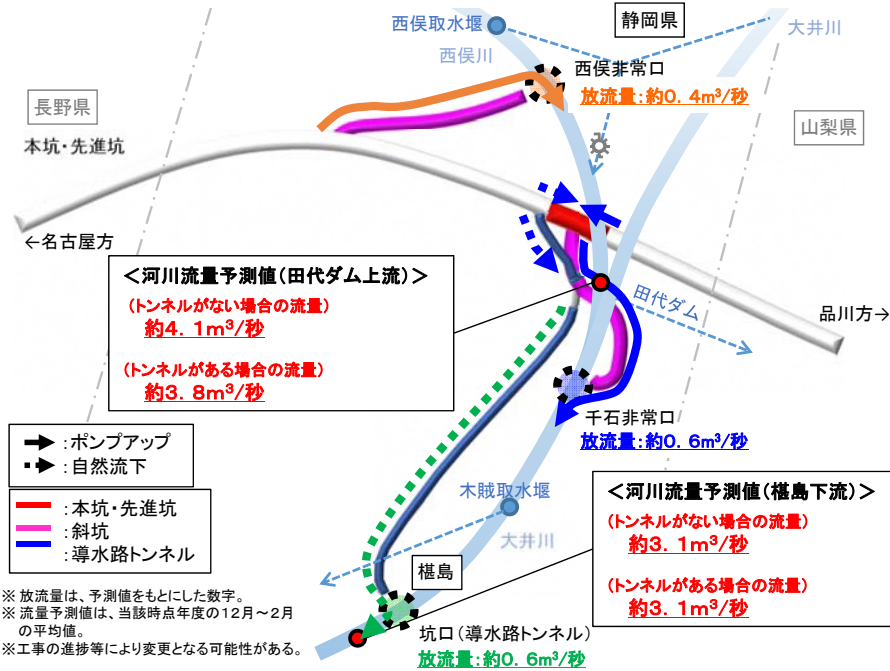 静岡県
西俣取水堰
大井川
西俣川
西俣非常口
放流量:約0.4m³/秒
長野県
山梨県
本坑・先進坑
←名古屋方
<河川流量予測値(田代ダム上流)>
(トンネルがない場合の流量)
約4.1m³/秒
(トンネルがある場合の流量)
約3.8m³/秒
田代ダム
品川方→
千石非常口
放流量:約0.6m³/秒
:ポンプアップ
:自然流下
:本坑・先進坑
:斜坑
:導水路トンネル
木賊取水堰
大井川
<河川流量予測値(椹島下流)>
(トンネルがない場合の流量)
約3.1m³/秒
(トンネルがある場合の流量)
約3.1m³/秒
椹島
坑口(導水路トンネル)
放流量:約0.6m³/秒
※ 放流量は、予測値をもとにした数字。
※ 流量予測値は、当該時点年度の12月~2月
の平均値。
※工事の進捗等により変更となる可能性がある。